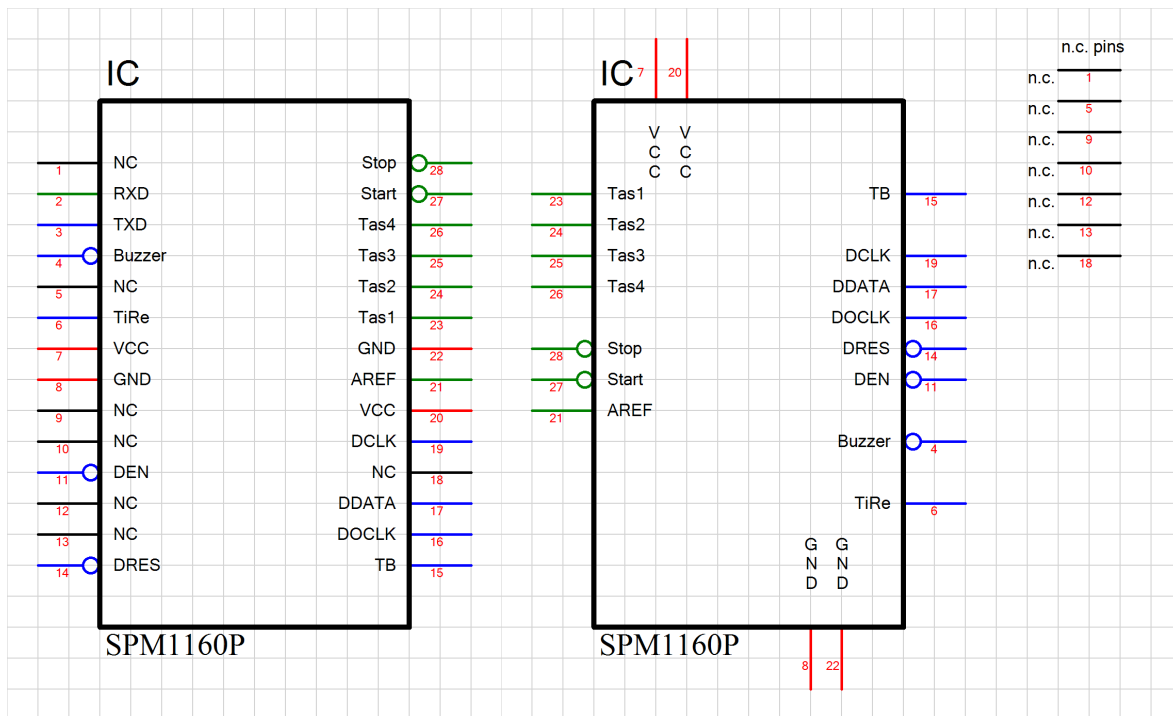 IC
1 NC
2 RXD
3 TXD
4 Buzzer
5 NC
6 TiRe
7 VCC
8 GND
9 NC
10 NC
11 DEN
12 NC
13 NC
14 DRES
Stop 28
Start 27
Tas4 26
Tas3 25
Tas2 24
Tas1 23
GND 22
AREF 21
VCC 20
DCLK 19
NC 18
DDATA 17
DOCLK 16
TB 15
SPM1160P
IC
7 20
VCC VCC
23 Tas1
24 Tas2
25 Tas3
26 Tas4
28 Stop
27 Start
21 AREF
TB 15
DCLK 19
DDATA 17
DOCLK 16
DRES 14
DEN 11
Buzzer 4
TiRe 6
GND GND
8 22
SPM1160P
n.c. pins
n.c. 1
n.c. 5
n.c. 9
n.c. 10
n.c. 12
n.c. 13
n.c. 18